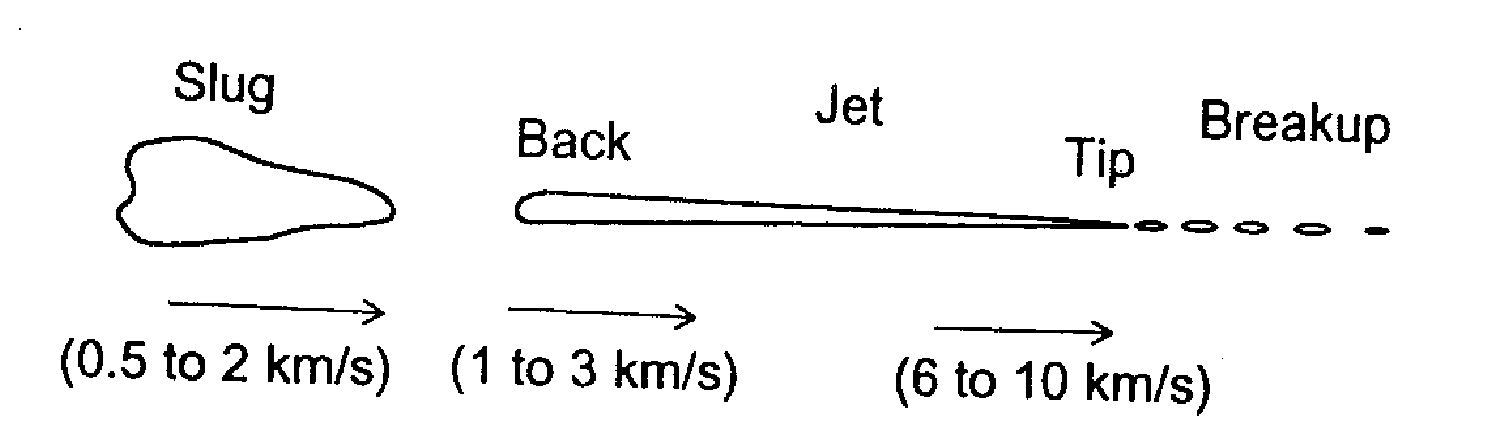 Slug
Back
Jet
Tip
Breakup
(0.5 to 2 km/s)
(1 to 3 km/s)
(6 to 10 km/s)